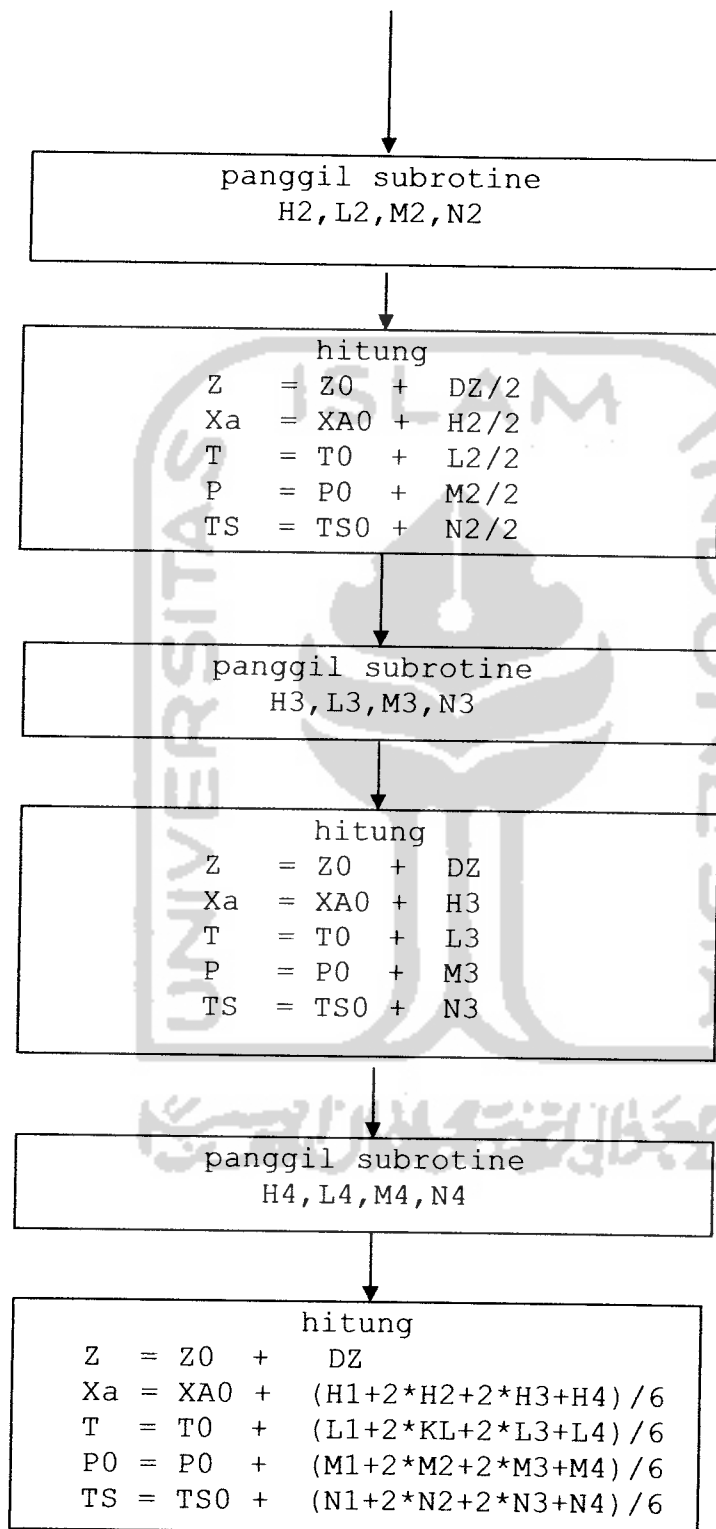 panggil subrotine
H2,L2,M2,N2
hitung
Z = Z0 + DZ/2
Xa = XA0 + H2/2
T = T0 + L2/2
P = P0 + M2/2
TS = TS0 + N2/2
panggil subrotine
H3,L3,M3,N3
hitung
Z = Z0 + DZ
Xa = XA0 + H3
T = T0 + L3
P = P0 + M3
TS = TS0 + N3
panggil subrotine
H4,L4,M4,N4
hitung
Z = Z0 + DZ
Xa = XA0 + (H1+2*H2+2*H3+H4)/6
T = T0 + (L1+2*KL+2*L3+L4)/6
P0 = P0 + (M1+2*M2+2*M3+M4)/6
TS = TS0 + (N1+2*N2+2*N3+N4)/6
UNIVERSITAS
ISLAM